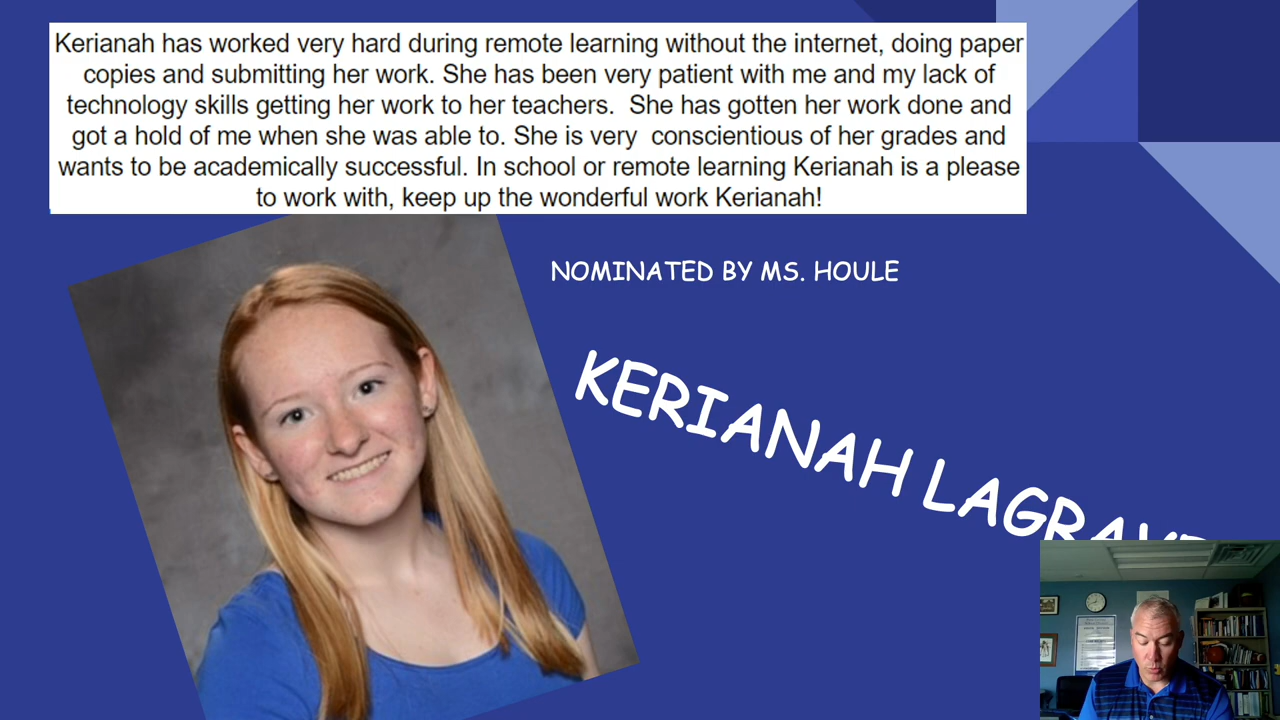 Kerianah has worked very hard during remote learning without the internet, doing paper
copies and submitting her work. She has been very patient with me and my lack of
technology skills getting her work to her teachers.  She has gotten her work done and
got a hold of me when she was able to. She is very  conscientious of her grades and
wants to be academically successful. In school or remote learning Kerianah is a please
to work with, keep up the wonderful work Kerianah!
NOMINATED BY MS. HOULE
KERIANAH